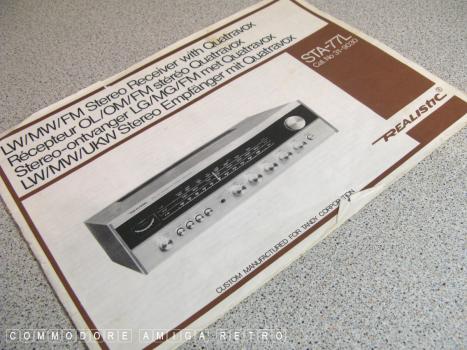 LW/MW/FM Stereo Receiver with Quatravox
Récepteur OL/OM/FM stéréo Quatravox
Stereo-ontvanger LG/MG/FM met Quatravox
LW/MW/UKW Stereo Empfänger mit Quatravox
STA-77L
Cat. No. 31-9030
REALISTIC®
CUSTOM MANUFACTURED FOR TANDY CORPORATION
COMMODORE AMIGA RETRO